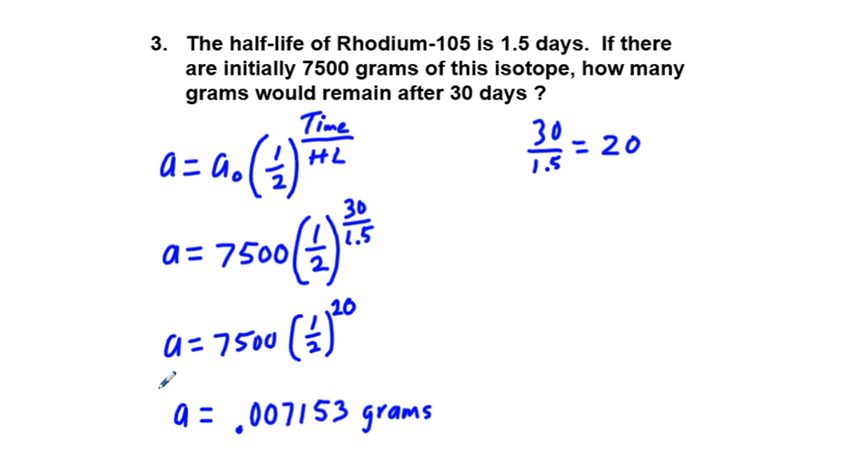 3. The half-life of Rhodium-105 is 1.5 days. If there
are initially 7500 grams of this isotope, how many
grams would remain after 30 days ?
a = a₀ (1/2)^(Time/HL)
30/1.5 = 20
a = 7500 (1/2)^(30/1.5)
a = 7500 (1/2)^20
a = .007153 grams